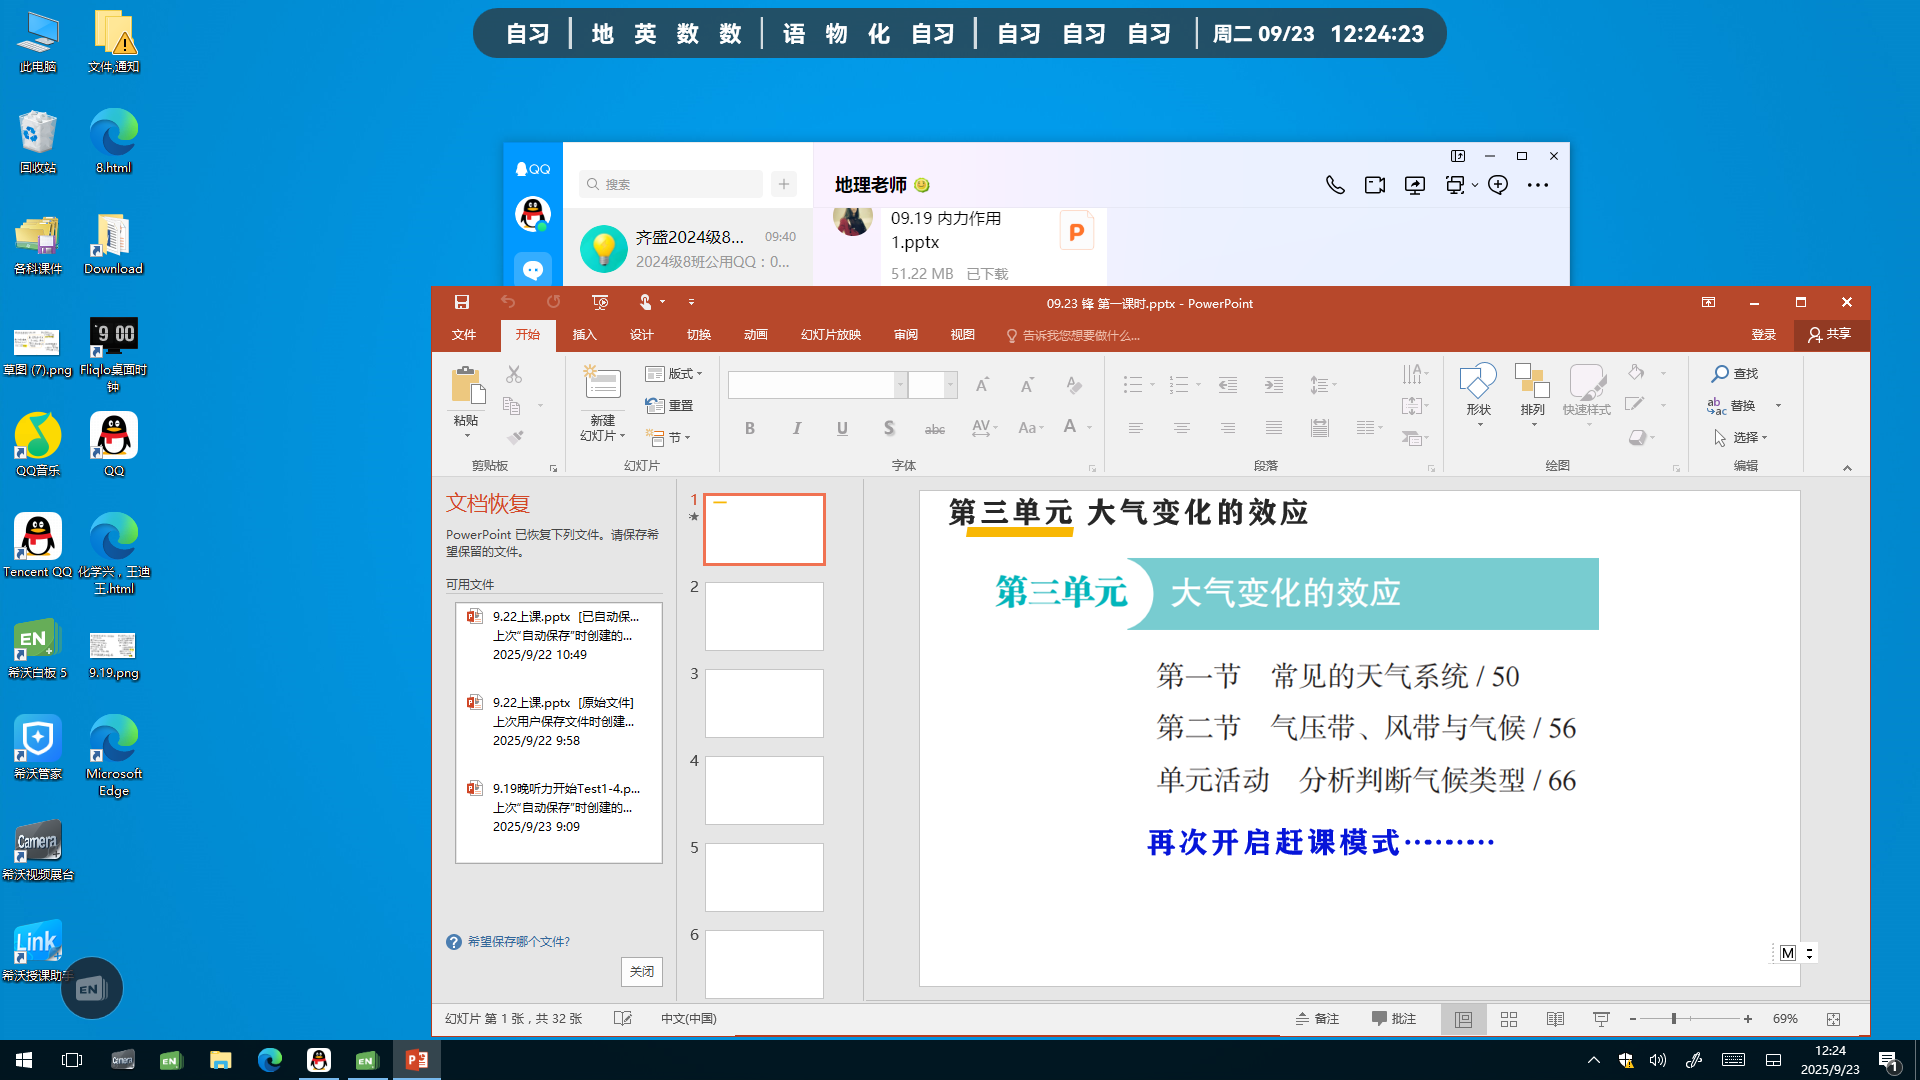 自习 | 地 英 数 数 | 语 物 化 自习 | 自习 自习 自习 | 周二 09/23 12:24:23
此电脑
文件,通知
回收站
8.html
各科课件
Download
草图 (7).png
Fliqlo桌面时
钟
QQ音乐
QQ
Tencent QQ
化学兴，王迪
王.html
希沃白板 5
9.19.png
希沃管家
Microsoft
Edge
希沃视频展台
希沃授课助手
EN
QQ
搜索
地理老师
齐盛2024级8...
09:40
2024级8班公用QQ：0...
09.19 内力作用
1.pptx
51.22 MB 已下载
09.23 锋 第一课时.pptx - PowerPoint
文件 开始 插入 设计 切换 动画 幻灯片放映 审阅 视图 告诉我您想要做什么... 登录 共享
粘贴
剪贴板
新建
幻灯片
版式
重置
节
幻灯片
B I U S abc AV Aa A
字体
段落
形状
排列
快速样式
绘图
查找
替换
选择
编辑
文档恢复
PowerPoint 已恢复下列文件。请保存希
望保留的文件。
可用文件
9.22上课.pptx [已自动保...
上次“自动保存”时创建的...
2025/9/22 10:49
9.22上课.pptx [原始文件]
上次用户保存文件时创建...
2025/9/22 9:58
9.19晚听力开始Test1-4.p...
上次“自动保存”时创建的...
2025/9/23 9:09
希望保存哪个文件?
关闭
1
2
3
4
5
6
第三单元 大气变化的效应
第三单元 大气变化的效应
第一节 常见的天气系统 / 50
第二节 气压带、风带与气候 / 56
单元活动 分析判断气候类型 / 66
再次开启赶课模式·········
M
幻灯片 第 1 张，共 32 张
中文(中国)
备注
批注
69%
12:24
2025/9/23
1